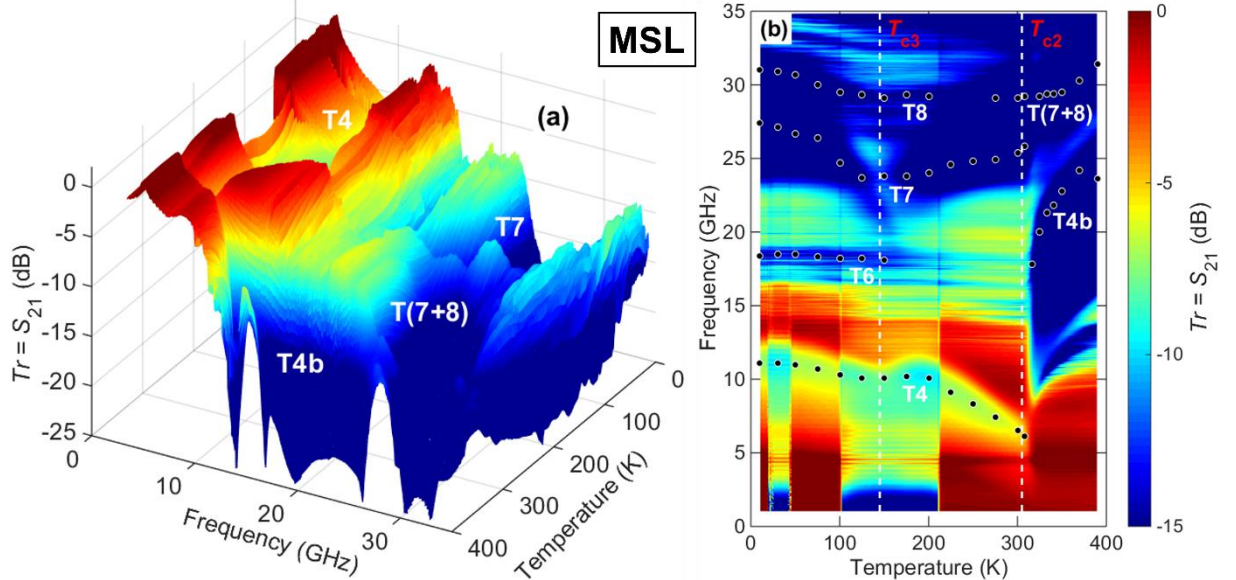 MSL
(a)
T4
T7
T(7+8)
T4b
Tr = S21 (dB)
0
-5
-10
-15
-20
-25
0
10
20
30
Frequency (GHz)
0
100
200
300
400
Temperature (K)
(b)
Tc3
Tc2
T8
T(7+8)
T7
T4b
T6
T4
Frequency (GHz)
35
30
25
20
15
10
5
0
0
100
200
300
400
Temperature (K)
0
-5
-10
-15
Tr = S21 (dB)